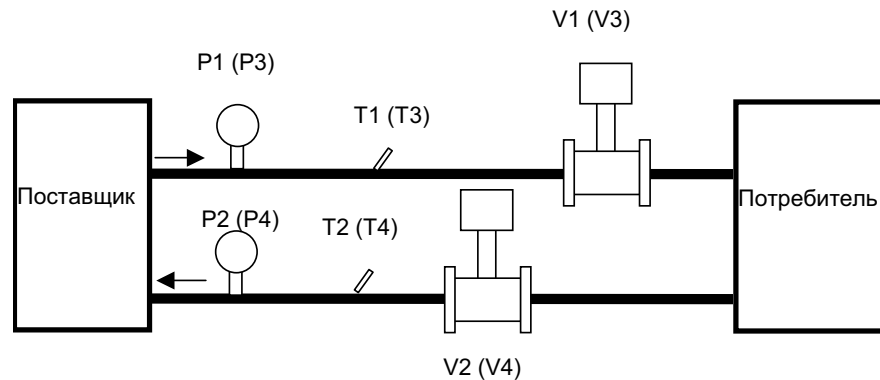 V1 (V3)
P1 (P3)
T1 (T3)
Поставщик
Потребитель
P2 (P4)
T2 (T4)
V2 (V4)